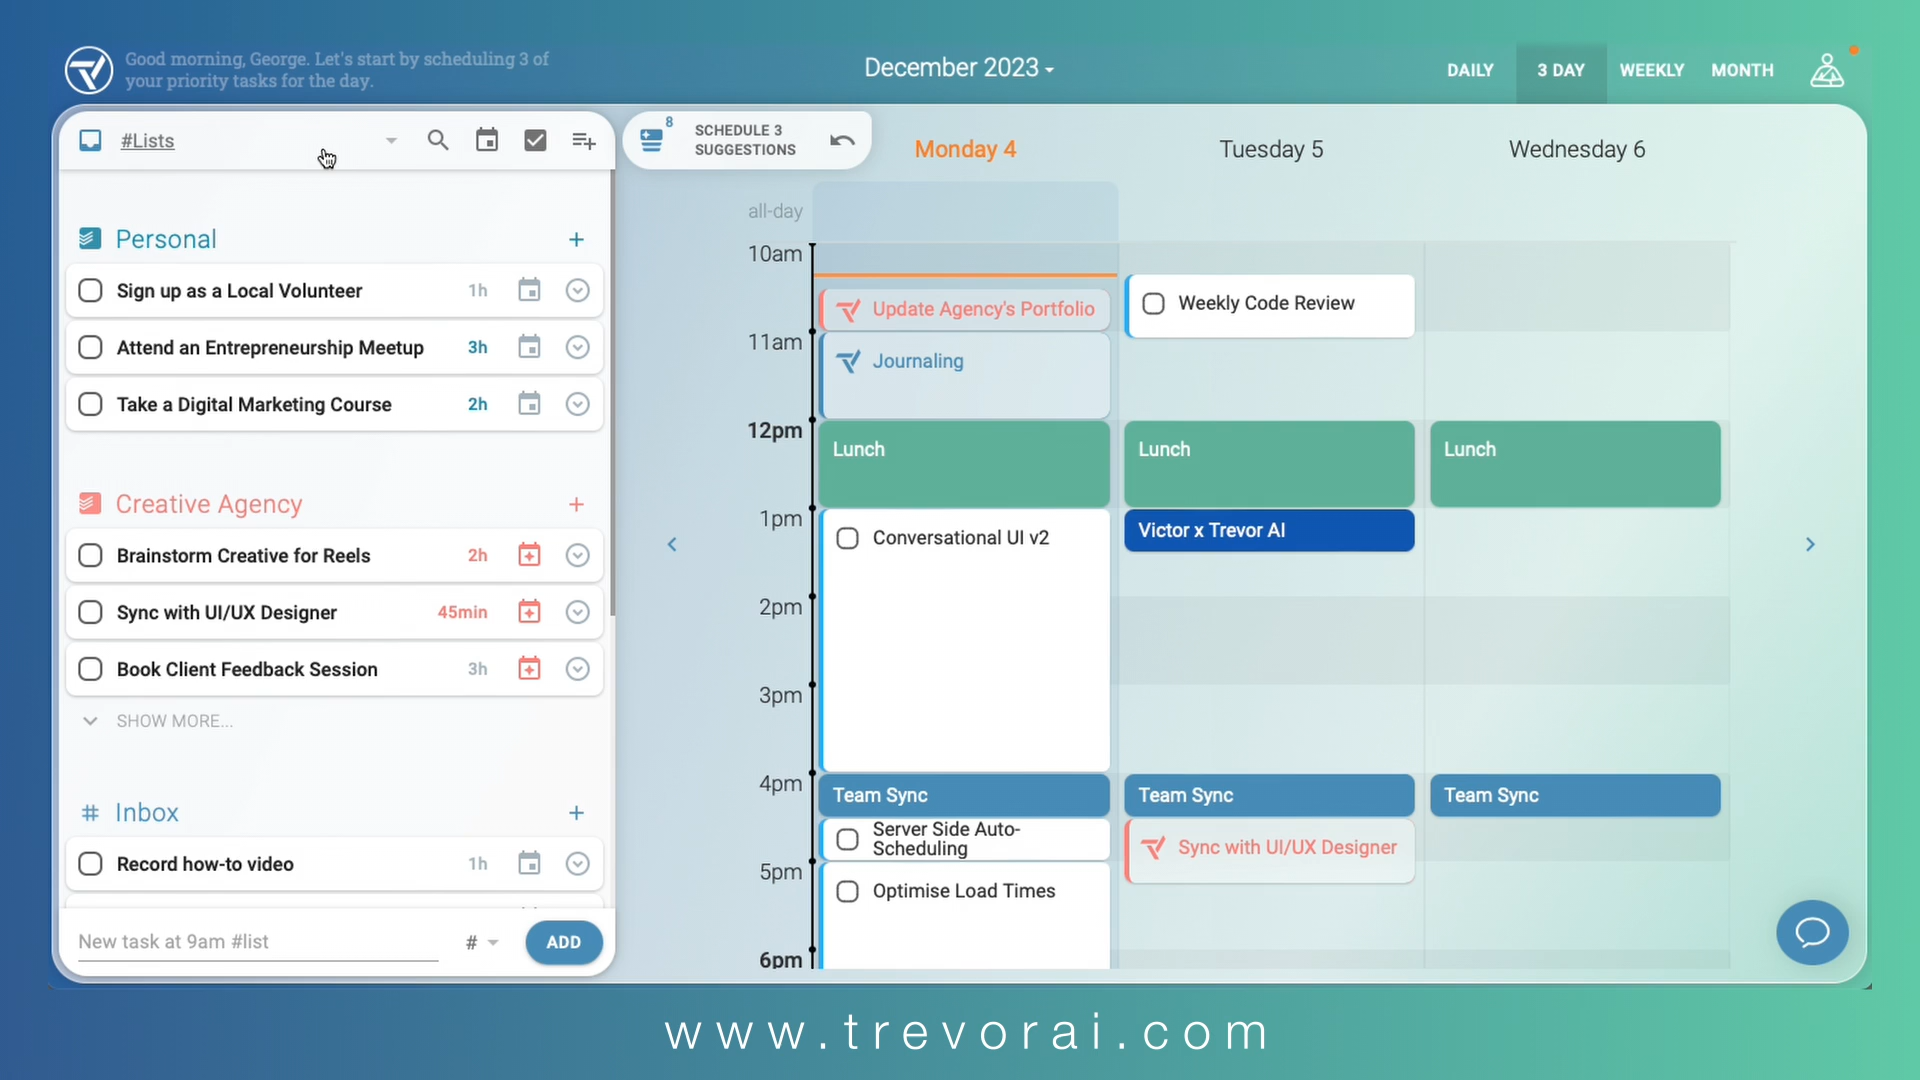 Good morning, George. Let's start by scheduling 3 of
your priority tasks for the day.
December 2023
DAILY
3 DAY
WEEKLY
MONTH
#Lists
8
SCHEDULE 3
SUGGESTIONS
Monday 4
Tuesday 5
Wednesday 6
Personal
Sign up as a Local Volunteer 1h
Attend an Entrepreneurship Meetup 3h
Take a Digital Marketing Course 2h
Creative Agency
Brainstorm Creative for Reels 2h
Sync with UI/UX Designer 45min
Book Client Feedback Session 3h
SHOW MORE...
# Inbox
Record how-to video 1h
New task at 9am #list
#
ADD
all-day
10am
11am
12pm
1pm
2pm
3pm
4pm
5pm
6pm
Update Agency's Portfolio
Journaling
Lunch
Conversational UI v2
Team Sync
Server Side Auto-
Scheduling
Optimise Load Times
Weekly Code Review
Lunch
Victor x Trevor AI
Team Sync
Sync with UI/UX Designer
Lunch
Team Sync
www.trevorai.com